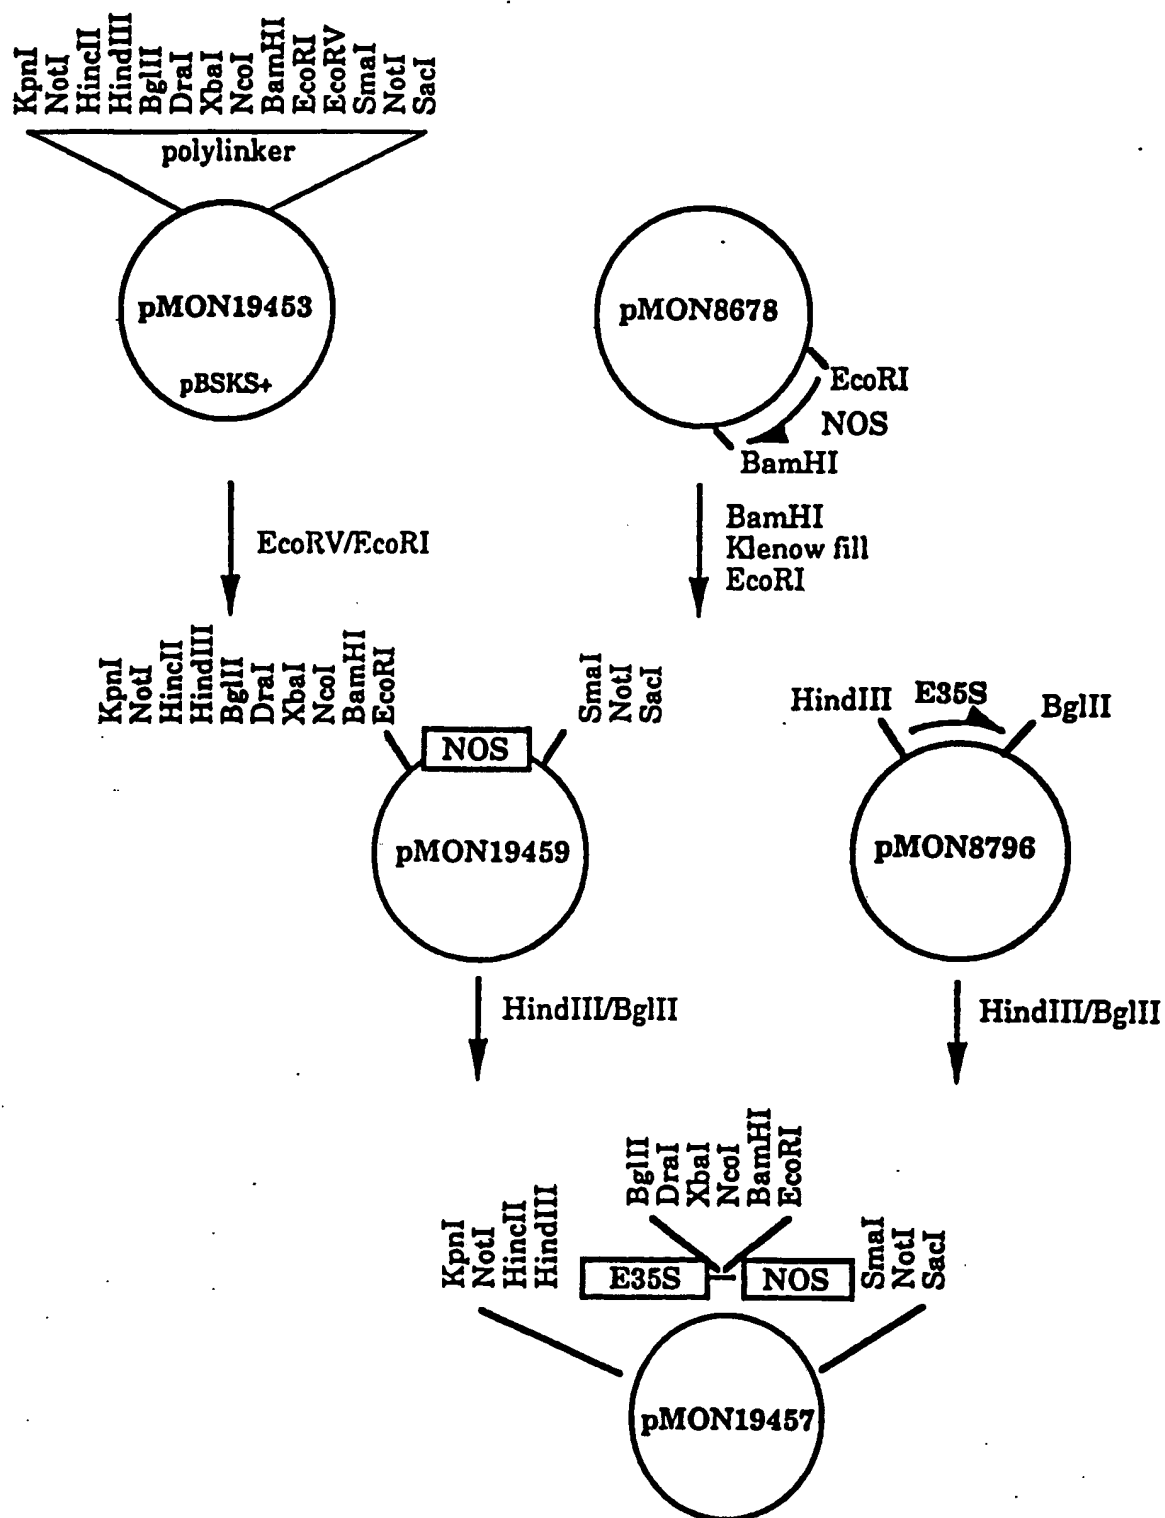 KpnI
NotI
HincII
HindIII
BglII
DraI
XbaI
NcoI
BamHI
EcoRI
EcoRV
SmaI
NotI
SacI
polylinker
pMON19453
pBSKS+
pMON8678
EcoRI
NOS
BamHI
EcoRV/EcoRI
BamHI
Klenow fill
EcoRI
KpnI
NotI
HincII
HindIII
BglII
DraI
XbaI
NcoI
BamHI
EcoRI
SmaI
NotI
SacI
NOS
pMON19459
HindIII
E35S
BglII
pMON8796
HindIII/BglII
HindIII/BglII
KpnI
NotI
HincII
HindIII
BglII
DraI
XbaI
NcoI
BamHI
EcoRI
SmaI
NotI
SacI
E35S
NOS
pMON19457